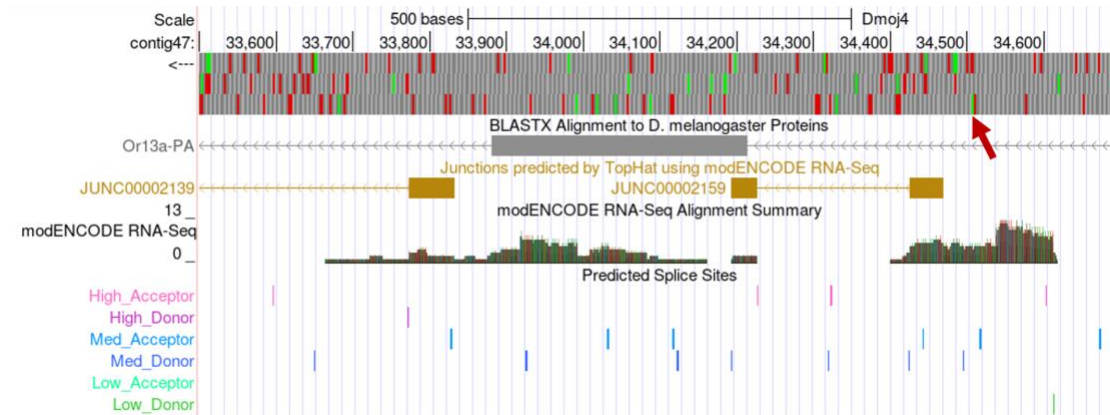 Scale 500 bases Dmoj4
contig47: 33,600 33,700 33,800 33,900 34,000 34,100 34,200 34,300 34,400 34,500 34,600
<---
BLASTX Alignment to D. melanogaster Proteins
Or13a-PA
Junctions predicted by TopHat using modENCODE RNA-Seq
JUNC00002139 JUNC00002159
13 _ modENCODE RNA-Seq Alignment Summary
modENCODE RNA-Seq
0 _
Predicted Splice Sites
High_Acceptor
High_Donor
Med_Acceptor
Med_Donor
Low_Acceptor
Low_Donor